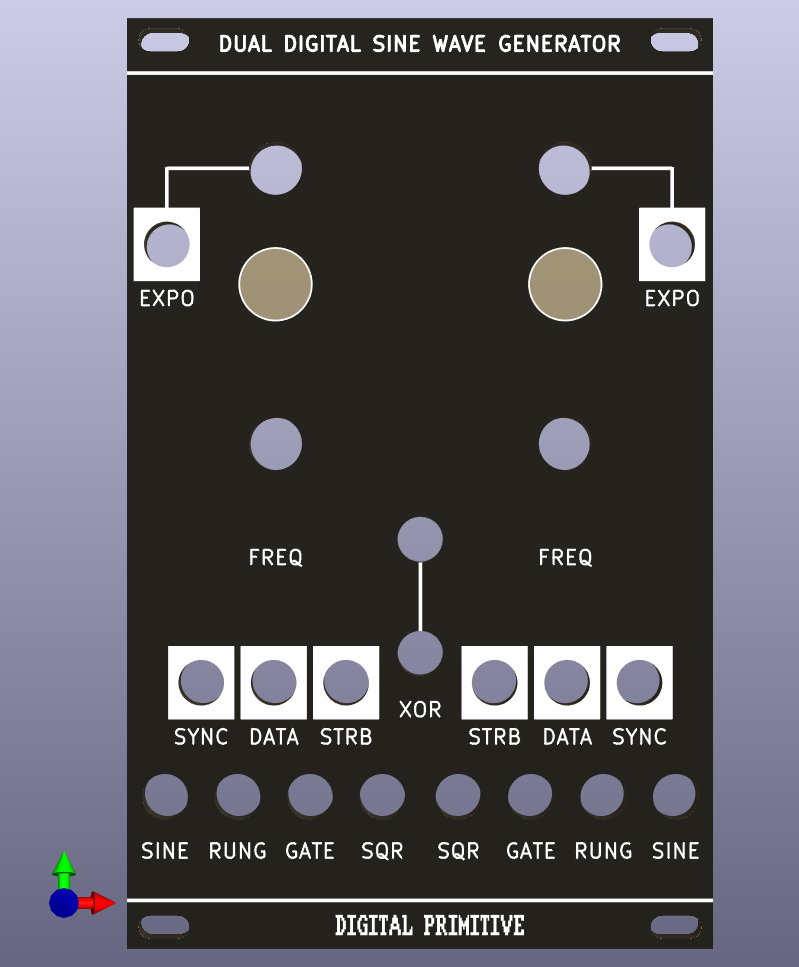 DUAL DIGITAL SINE WAVE GENERATOR
EXPO EXPO
FREQ FREQ
XOR
SYNC DATA STRB STRB DATA SYNC
SINE RUNG GATE SQR SQR GATE RUNG SINE
DIGITAL PRIMITIVE